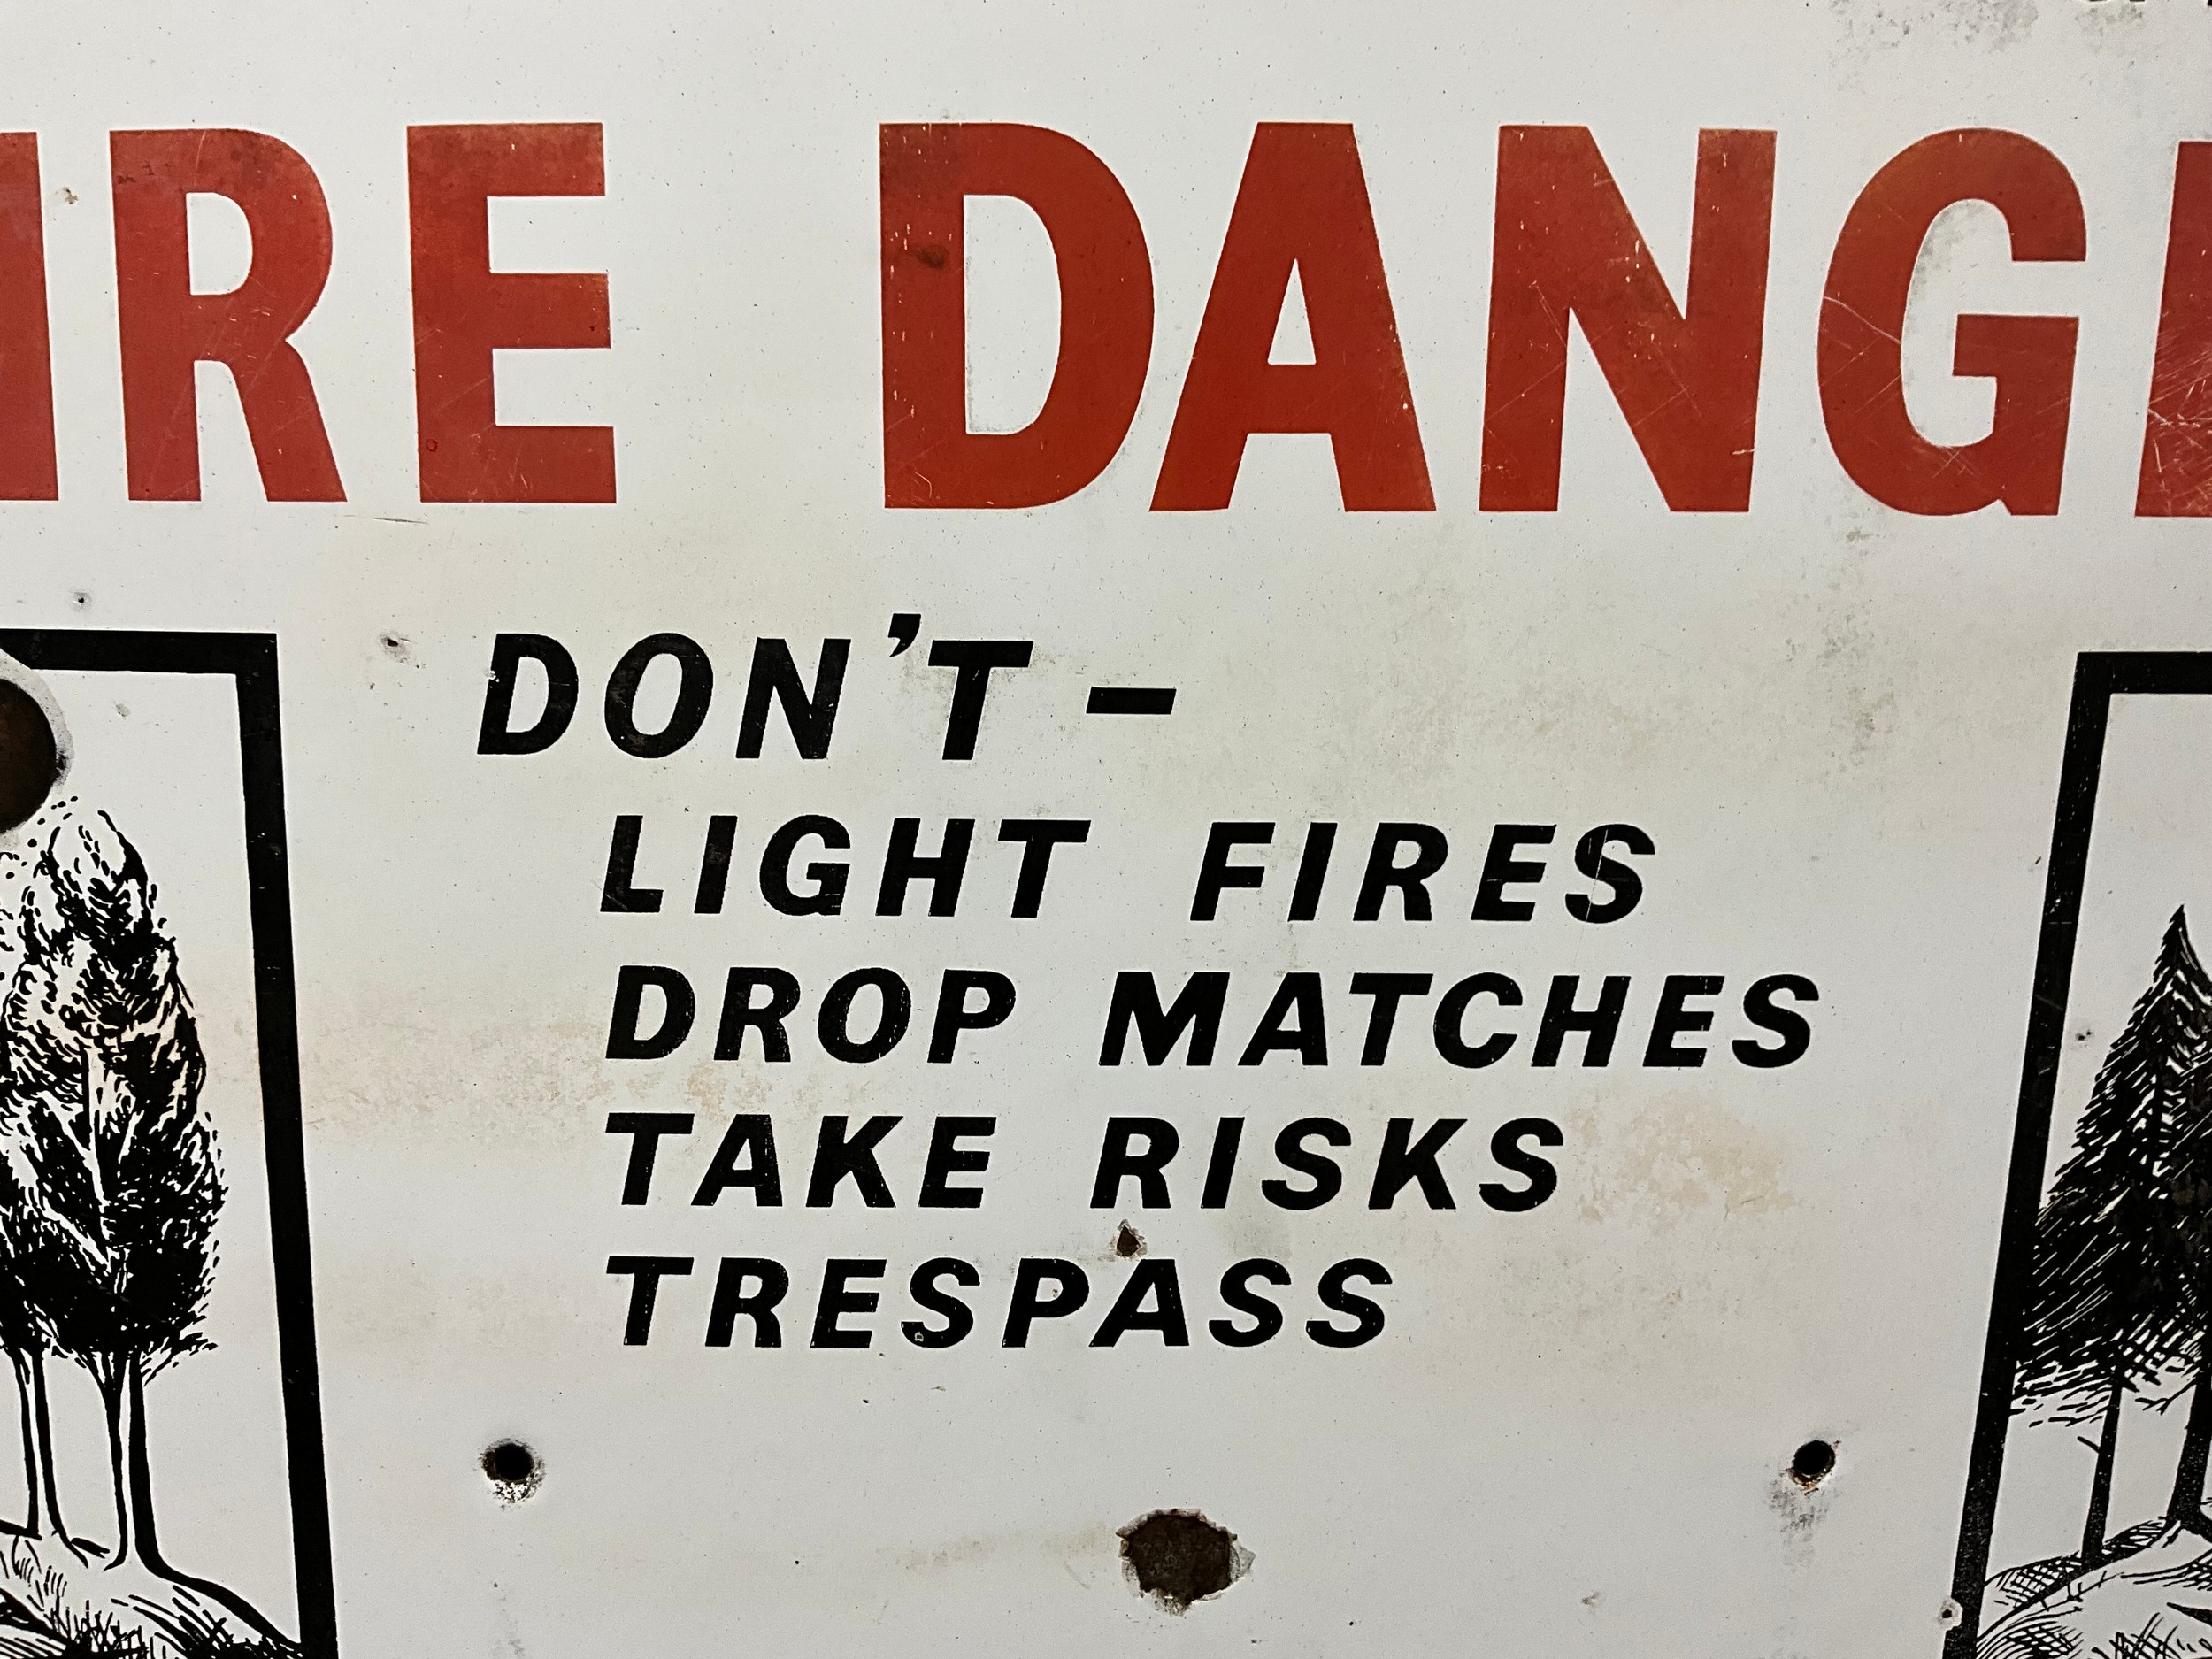 IRE DANG
DON'T –
LIGHT FIRES
DROP MATCHES
TAKE RISKS
TRESPASS